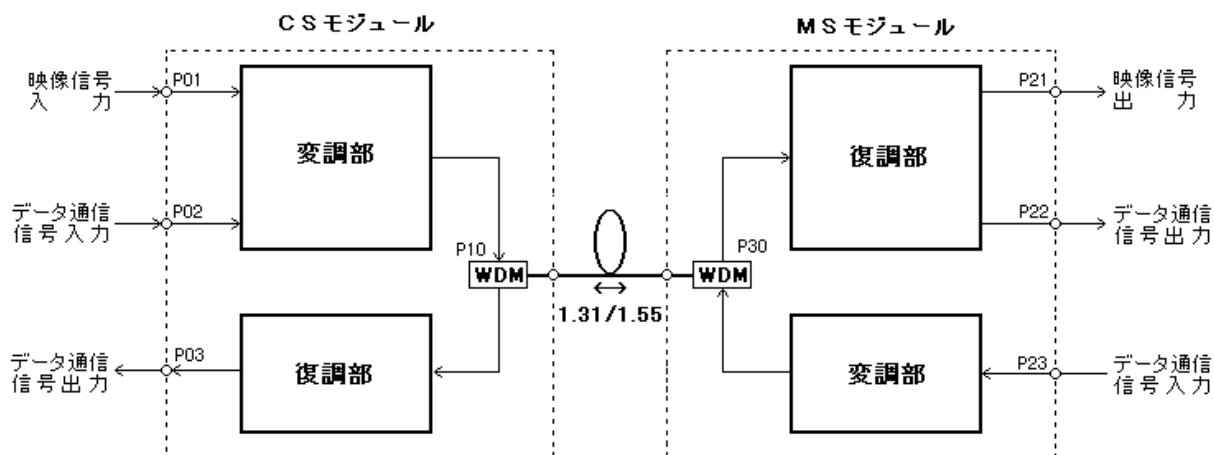 CSモジュール
MSモジュール
映像信号
入力
P01
変調部
データ通信
信号入力
P02
P10
WDM
データ通信
信号出力
P03
復調部
1.31/1.55
P30
WDM
復調部
P21
映像信号
出力
P22
データ通信
信号出力
変調部
P23
データ通信
信号入力